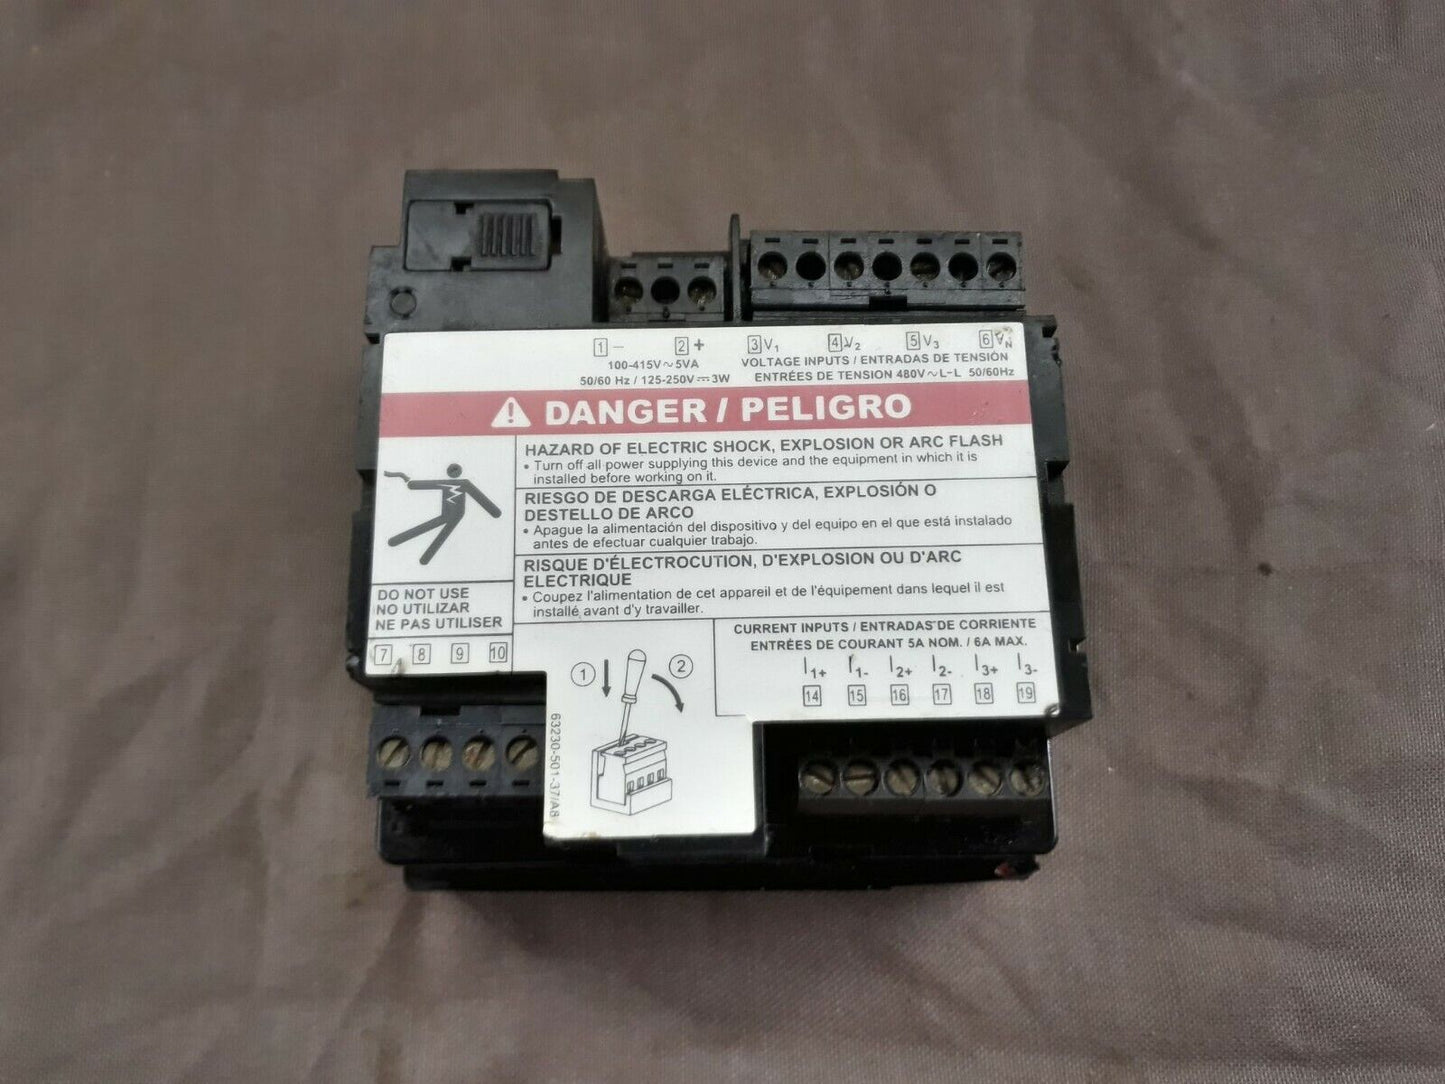 1 − 2 + 3 V1 4 V2 5 V3 6 VN
100-415V~5VA
50/60 Hz / 125-250V⎓3W
VOLTAGE INPUTS / ENTRADAS DE TENSIÓN
ENTRÉES DE TENSION 480V~L-L 50/60Hz
DANGER / PELIGRO
HAZARD OF ELECTRIC SHOCK, EXPLOSION OR ARC FLASH
• Turn off all power supplying this device and the equipment in which it is
installed before working on it.
RIESGO DE DESCARGA ELÉCTRICA, EXPLOSIÓN O
DESTELLO DE ARCO
• Apague la alimentación del dispositivo y del equipo en el que está instalado
antes de efectuar cualquier trabajo.
RISQUE D'ÉLECTROCUTION, D'EXPLOSION OU D'ARC
ELECTRIQUE
• Coupez l'alimentation de cet appareil et de l'équipement dans lequel il est
installé avant d'y travailler.
DO NOT USE
NO UTILIZAR
NE PAS UTILISER
7 8 9 10
1 2
63230-501-37/A8
CURRENT INPUTS / ENTRADAS DE CORRIENTE
ENTRÉES DE COURANT 5A NOM. / 6A MAX.
I1+ I1- I2+ I2- I3+ I3-
14 15 16 17 18 19